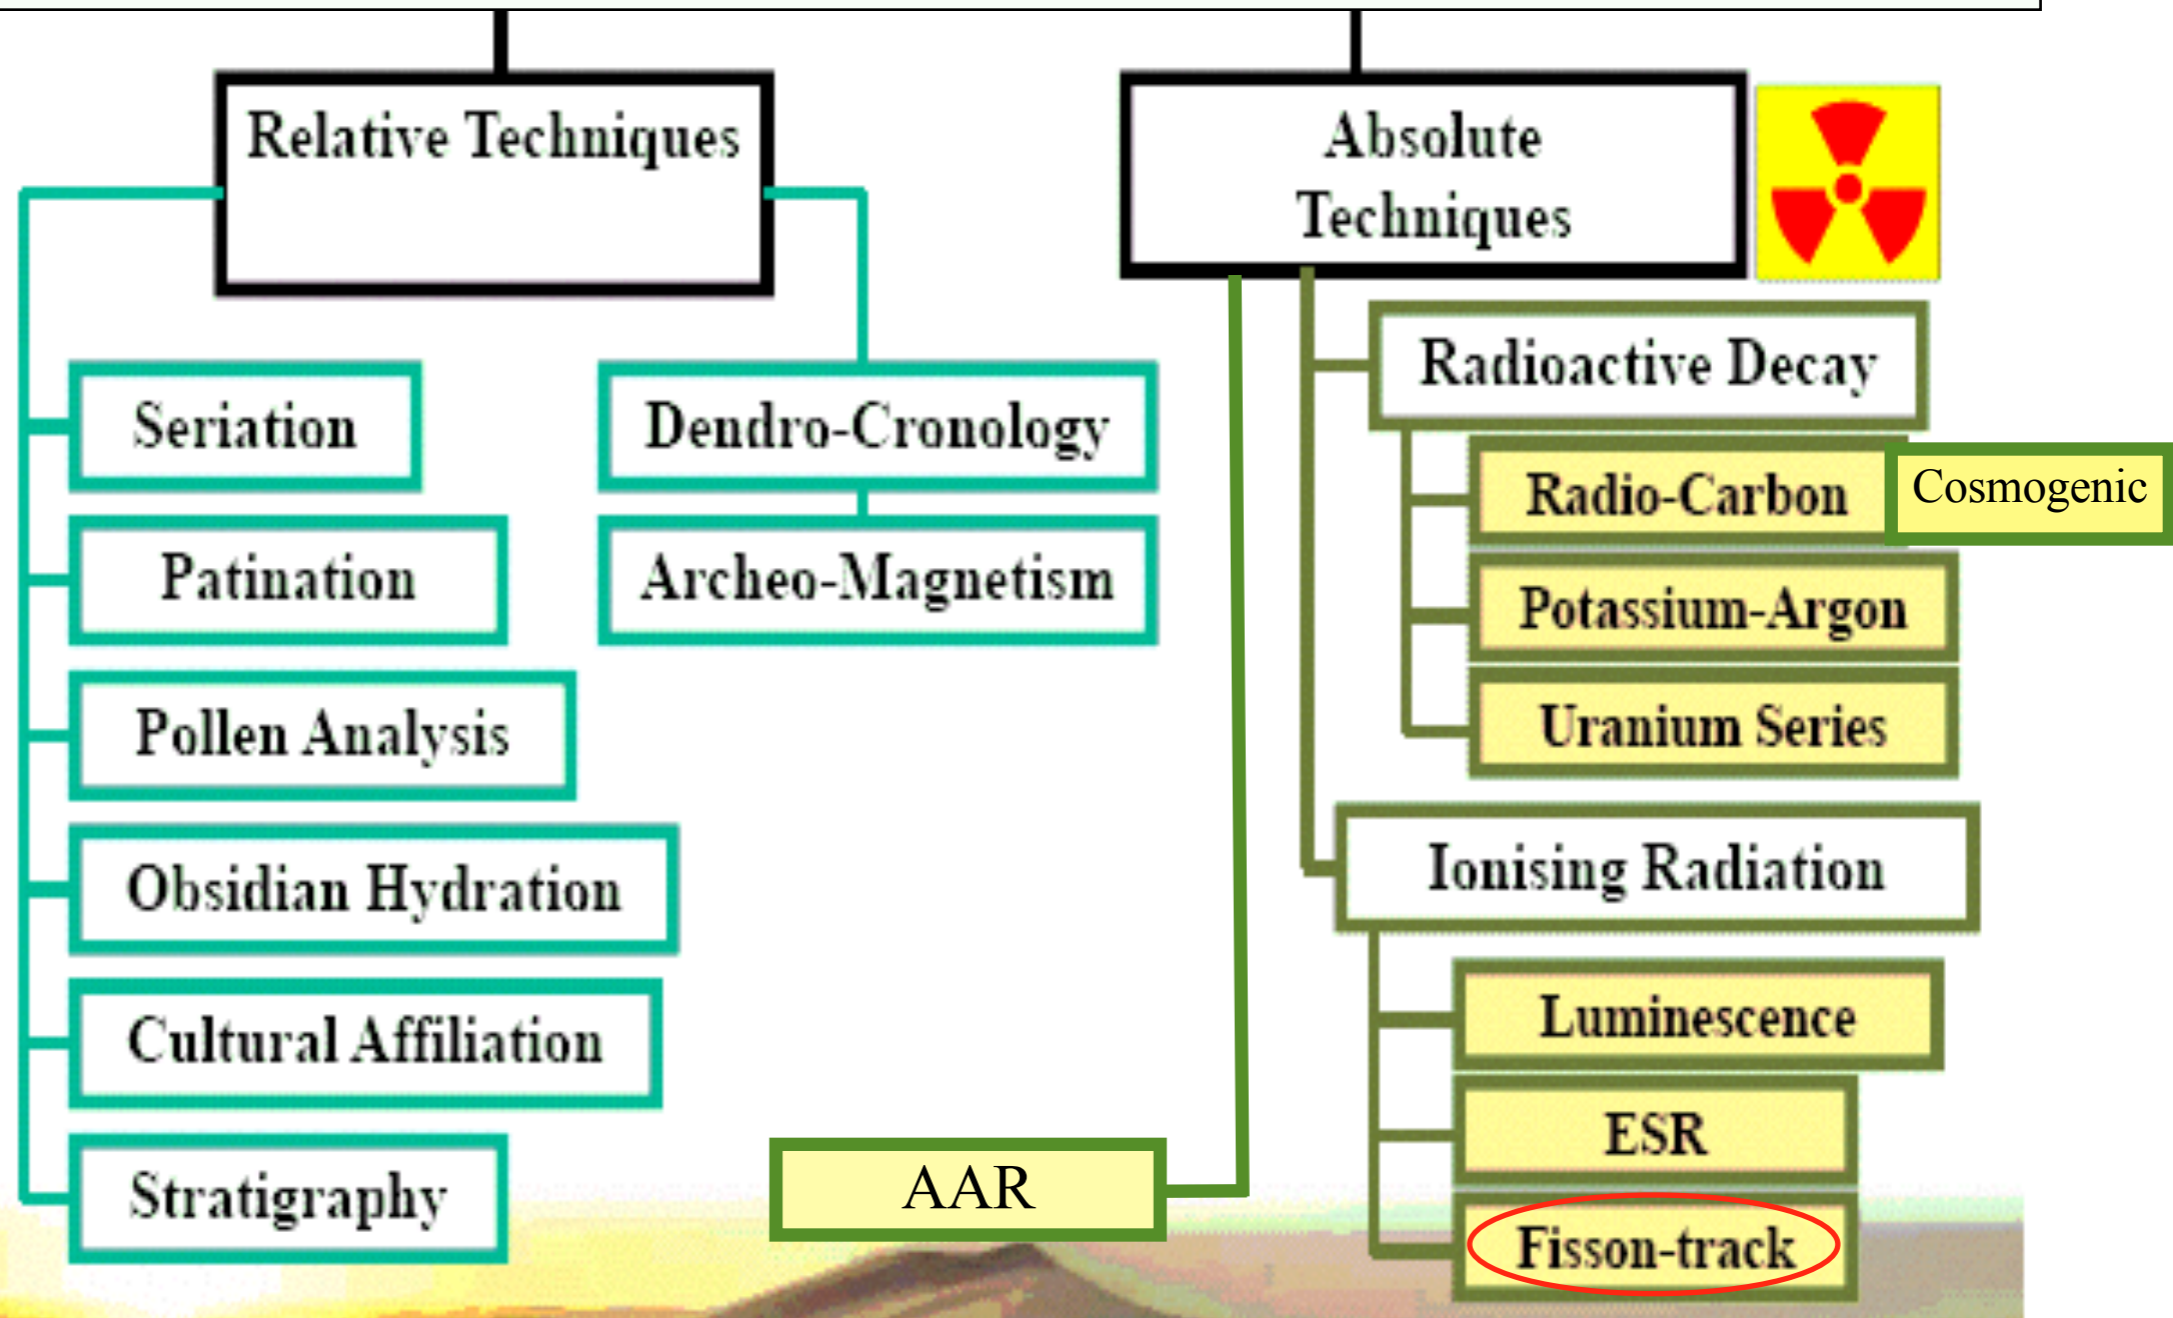 Relative Techniques
Absolute
Techniques
Seriation
Patination
Pollen Analysis
Obsidian Hydration
Cultural Affiliation
Stratigraphy
Dendro-Cronology
Archeo-Magnetism
Radioactive Decay
Radio-Carbon
Cosmogenic
Potassium-Argon
Uranium Series
Ionising Radiation
Luminescence
ESR
Fisson-track
AAR